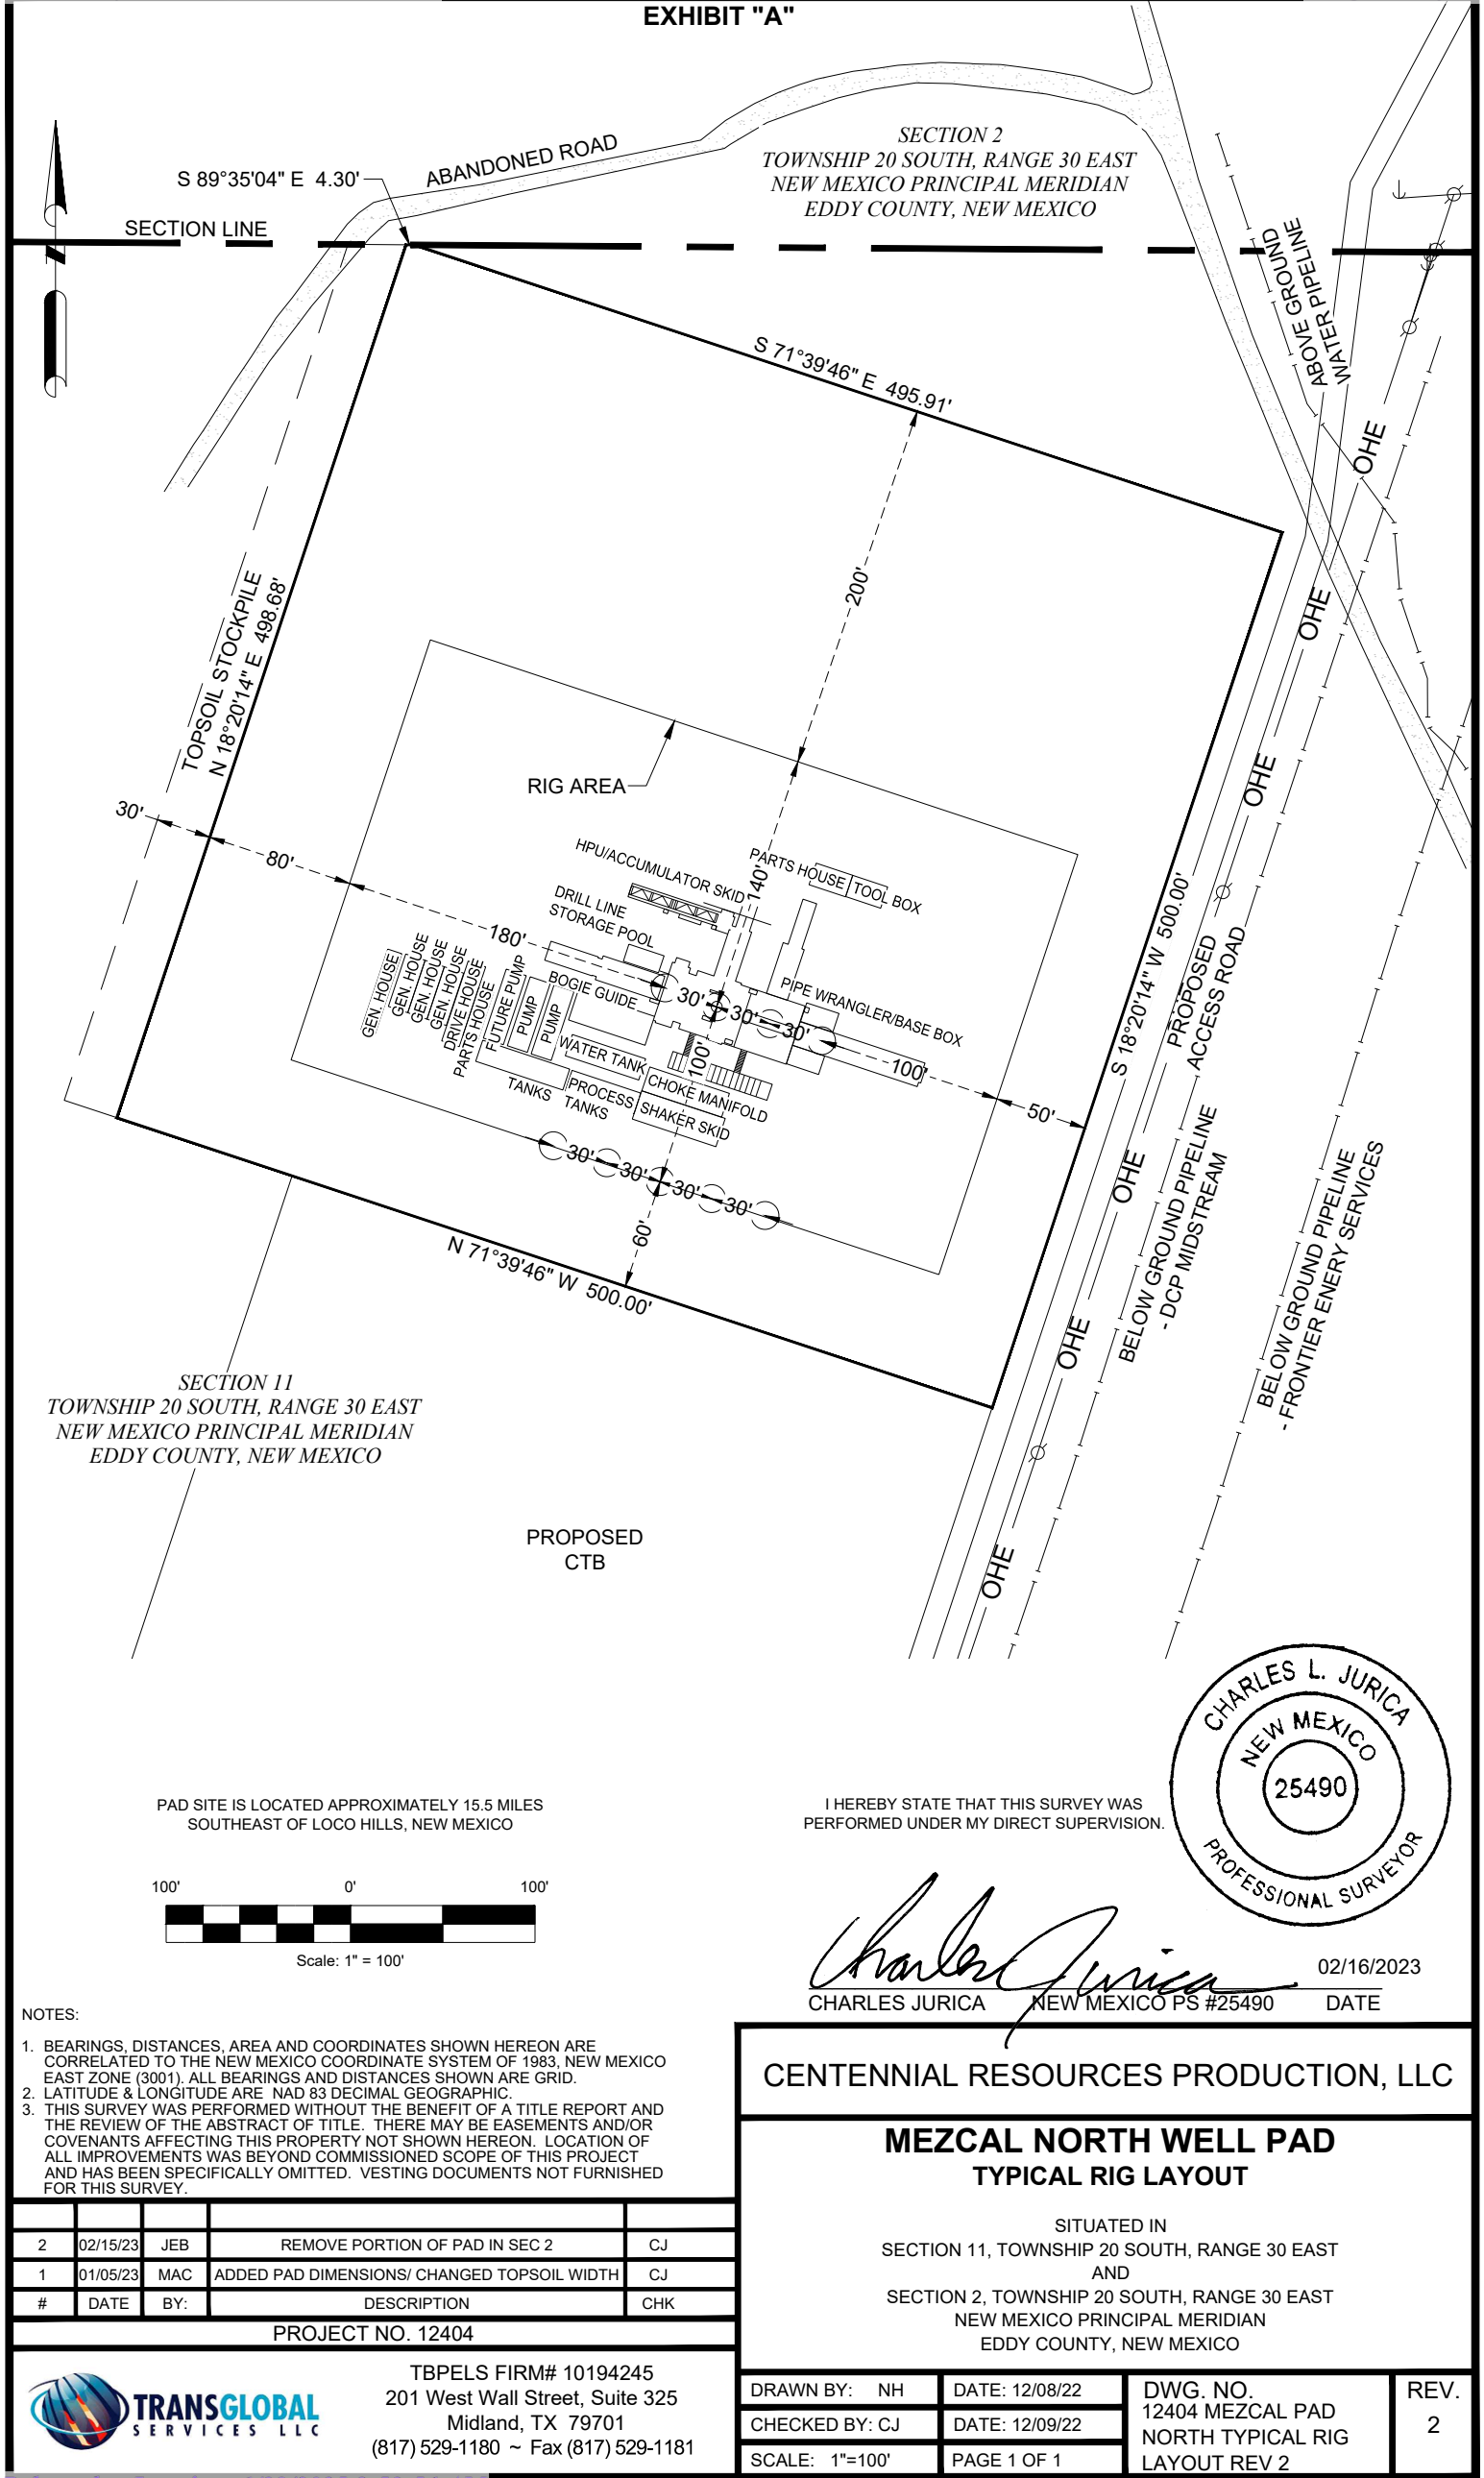 EXHIBIT "A"
SECTION 2
TOWNSHIP 20 SOUTH, RANGE 30 EAST
NEW MEXICO PRINCIPAL MERIDIAN
EDDY COUNTY, NEW MEXICO
ABANDONED ROAD
S 89°35'04" E 4.30'
SECTION LINE
ABOVE GROUND
WATER PIPELINE
S 71°39'46" E 495.91'
OHE
200'
OHE
TOPSOIL STOCKPILE
N 18°20'14" E 498.68'
OHE
RIG AREA
30'
80'
HPU/ACCUMULATOR SKID
140'
PARTS HOUSE
TOOL BOX
DRILL LINE
STORAGE POOL
180'
S 18°20'14" W 500.00'
PROPOSED
ACCESS ROAD
GEN. HOUSE
GEN. HOUSE
GEN. HOUSE
GEN. HOUSE
DRIVE HOUSE
PARTS HOUSE
FUTURE PUMP
PUMP
PUMP
BOGIE GUIDE
30'
30'
30'
PIPE WRANGLER/BASE BOX
WATER TANK
100'
100'
CHOKE MANIFOLD
TANKS
PROCESS
TANKS
SHAKER SKID
50'
30'
30'
30'
30'
60'
OHE
BELOW GROUND PIPELINE
- DCP MIDSTREAM
BELOW GROUND PIPELINE
- FRONTIER ENERY SERVICES
N 71°39'46" W 500.00'
OHE
SECTION 11
TOWNSHIP 20 SOUTH, RANGE 30 EAST
NEW MEXICO PRINCIPAL MERIDIAN
EDDY COUNTY, NEW MEXICO
PROPOSED
CTB
OHE
PAD SITE IS LOCATED APPROXIMATELY 15.5 MILES
SOUTHEAST OF LOCO HILLS, NEW MEXICO
100' 0' 100'
Scale: 1" = 100'
I HEREBY STATE THAT THIS SURVEY WAS
PERFORMED UNDER MY DIRECT SUPERVISION.
CHARLES L. JURICA
NEW MEXICO
25490
PROFESSIONAL SURVEYOR
Charles Jurica
02/16/2023
CHARLES JURICA NEW MEXICO PS #25490 DATE
NOTES:
1. BEARINGS, DISTANCES, AREA AND COORDINATES SHOWN HEREON ARE
CORRELATED TO THE NEW MEXICO COORDINATE SYSTEM OF 1983, NEW MEXICO
EAST ZONE (3001). ALL BEARINGS AND DISTANCES SHOWN ARE GRID.
2. LATITUDE & LONGITUDE ARE NAD 83 DECIMAL GEOGRAPHIC.
3. THIS SURVEY WAS PERFORMED WITHOUT THE BENEFIT OF A TITLE REPORT AND
THE REVIEW OF THE ABSTRACT OF TITLE. THERE MAY BE EASEMENTS AND/OR
COVENANTS AFFECTING THIS PROPERTY NOT SHOWN HEREON. LOCATION OF
ALL IMPROVEMENTS WAS BEYOND COMMISSIONED SCOPE OF THIS PROJECT
AND HAS BEEN SPECIFICALLY OMITTED. VESTING DOCUMENTS NOT FURNISHED
FOR THIS SURVEY.
2 02/15/23 JEB REMOVE PORTION OF PAD IN SEC 2 CJ
1 01/05/23 MAC ADDED PAD DIMENSIONS/ CHANGED TOPSOIL WIDTH CJ
# DATE BY: DESCRIPTION CHK
PROJECT NO. 12404
TRANSGLOBAL
SERVICES LLC
TBPELS FIRM# 10194245
201 West Wall Street, Suite 325
Midland, TX 79701
(817) 529-1180 ~ Fax (817) 529-1181
CENTENNIAL RESOURCES PRODUCTION, LLC
MEZCAL NORTH WELL PAD
TYPICAL RIG LAYOUT
SITUATED IN
SECTION 11, TOWNSHIP 20 SOUTH, RANGE 30 EAST
AND
SECTION 2, TOWNSHIP 20 SOUTH, RANGE 30 EAST
NEW MEXICO PRINCIPAL MERIDIAN
EDDY COUNTY, NEW MEXICO
DRAWN BY: NH DATE: 12/08/22
CHECKED BY: CJ DATE: 12/09/22
SCALE: 1"=100' PAGE 1 OF 1
DWG. NO.
12404 MEZCAL PAD
NORTH TYPICAL RIG
LAYOUT REV 2
REV.
2